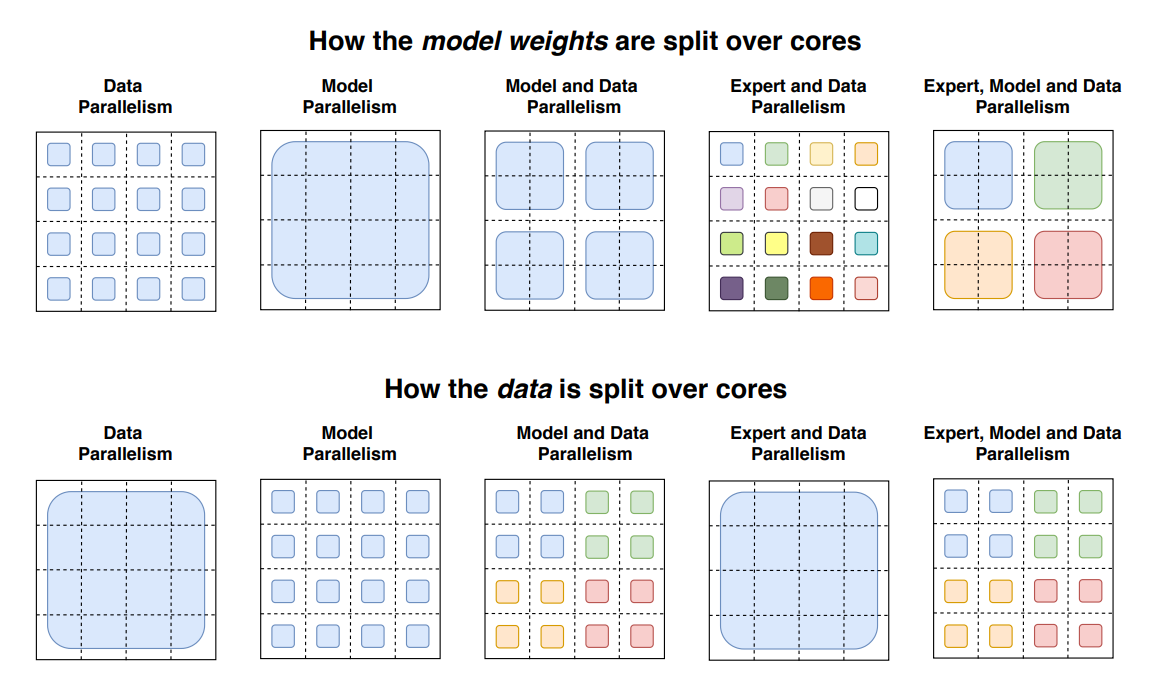 How the model weights are split over cores
Data
Parallelism
Model
Parallelism
Model and Data
Parallelism
Expert and Data
Parallelism
Expert, Model and Data
Parallelism
How the data is split over cores
Data
Parallelism
Model
Parallelism
Model and Data
Parallelism
Expert and Data
Parallelism
Expert, Model and Data
Parallelism